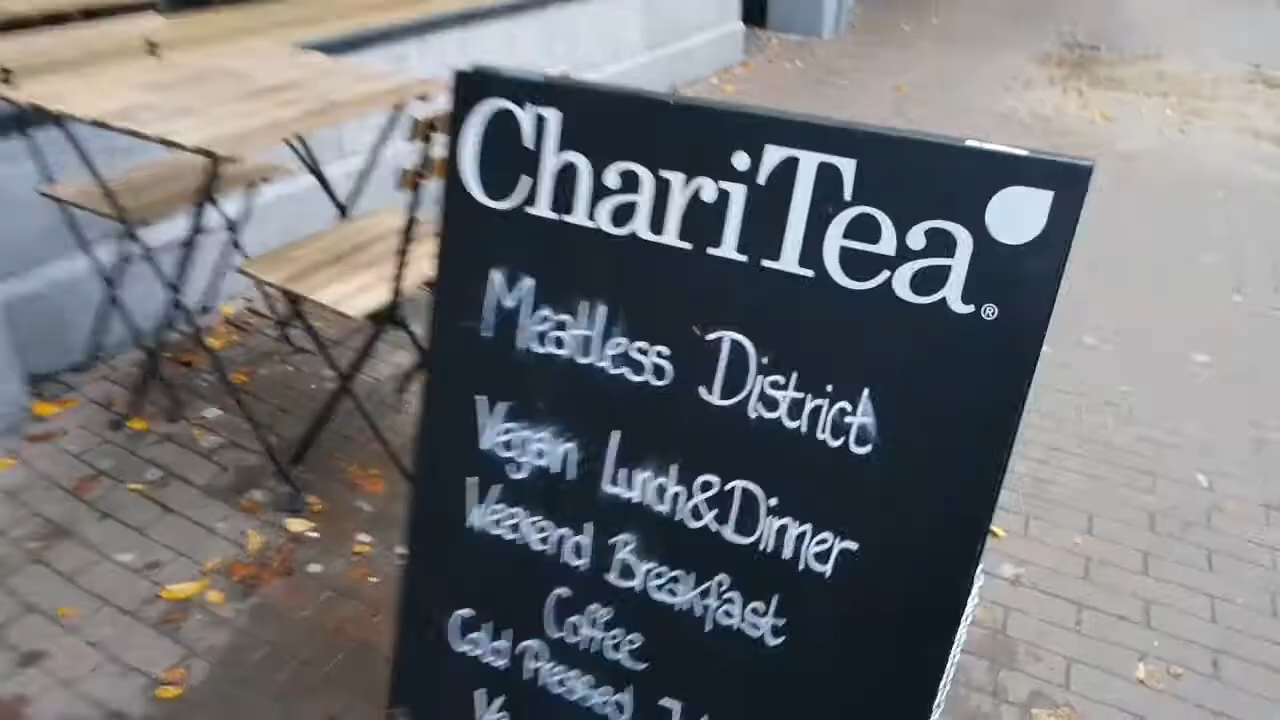 ChariTea®
Meatless District
Vegan Lunch&Dinner
Weekend Breakfast
Coffee
Cold Pressed